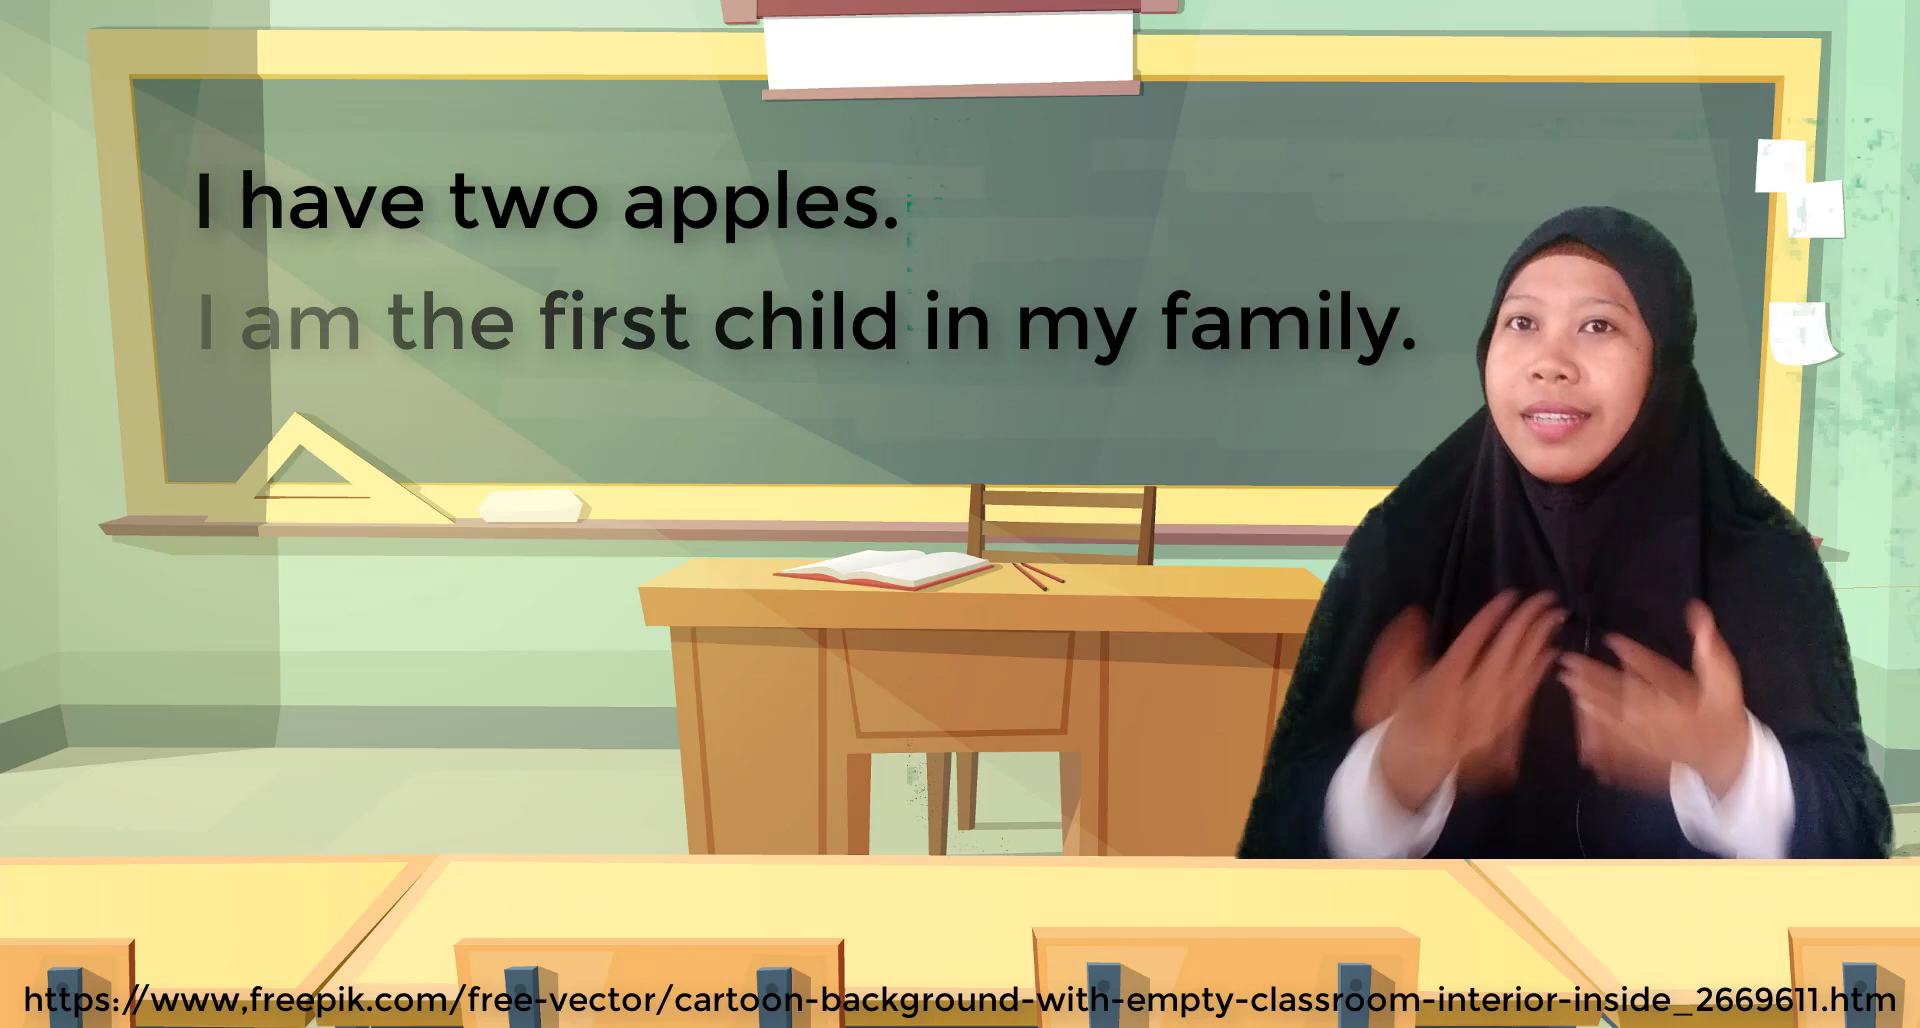 I have two apples.
I am the first child in my family.
https://www,freepik.com/free-vector/cartoon-background-with-empty-classroom-interior-inside_2669611.htm